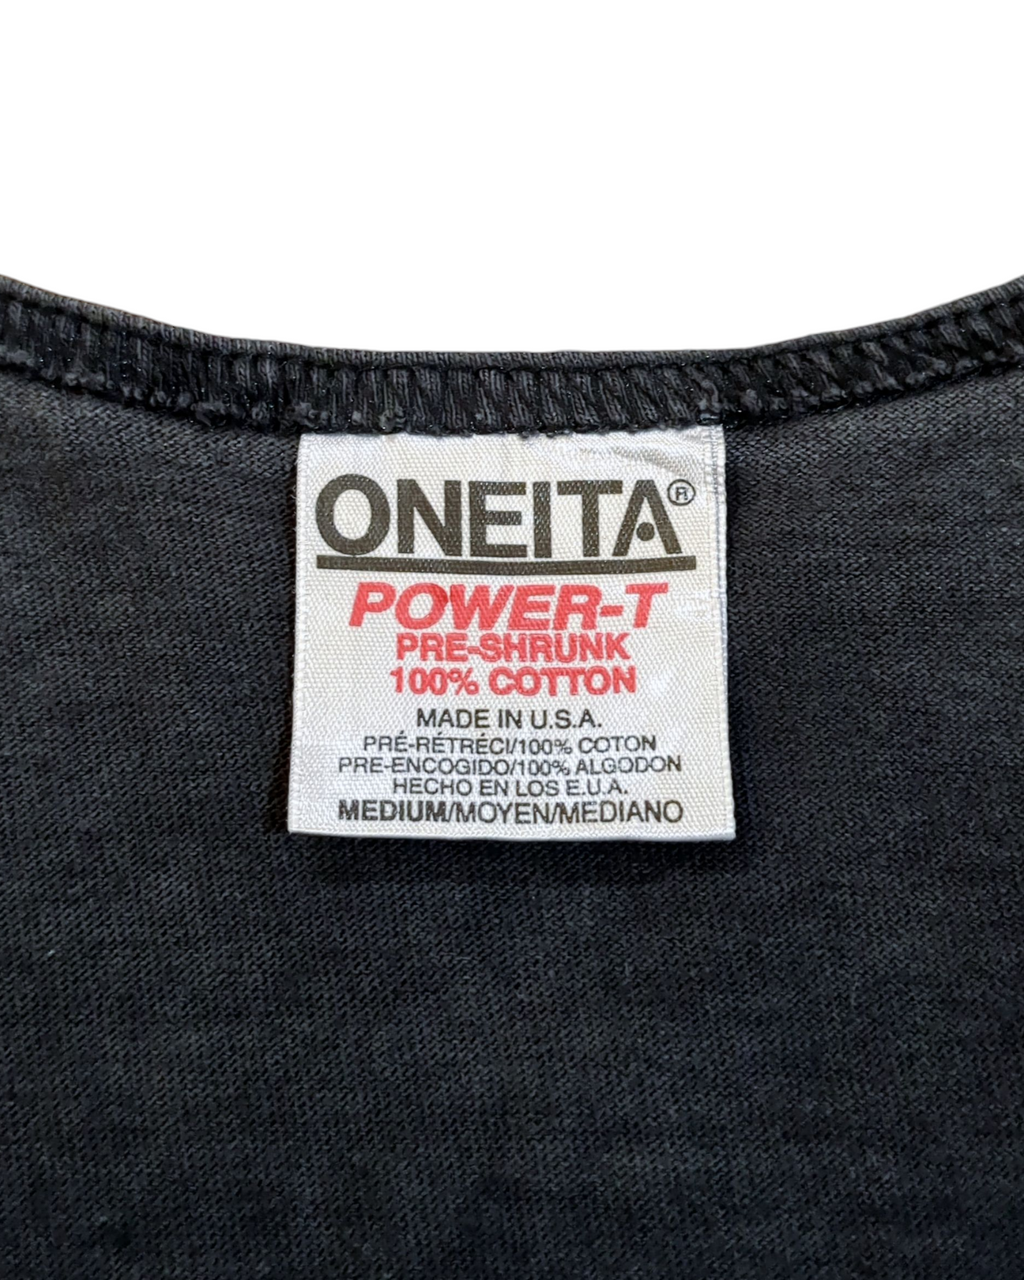 ONEITA®
POWER-T
PRE-SHRUNK
100% COTTON
MADE IN U.S.A.
PRÉ-RÉTRÉCI/100% COTON
PRE-ENCOGIDO/100% ALGODON
HECHO EN LOS E.U.A.
MEDIUM/MOYEN/MEDIANO